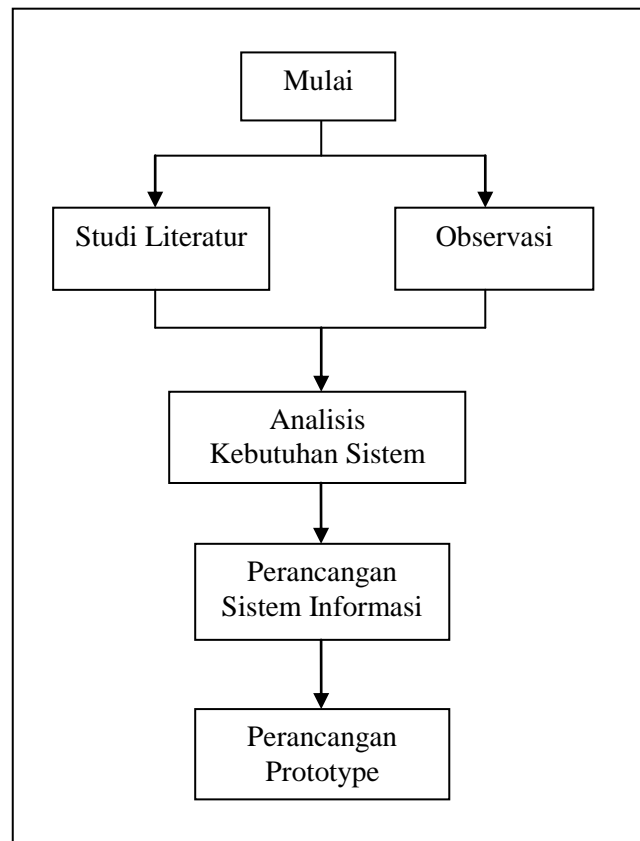 Mulai
Studi Literatur
Observasi
Analisis
Kebutuhan Sistem
Perancangan
Sistem Informasi
Perancangan
Prototype